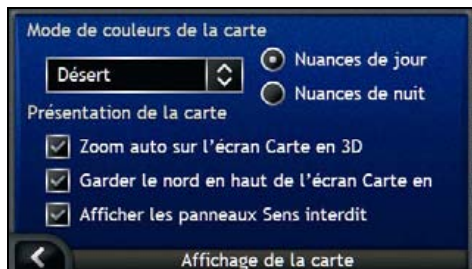 Mode de couleurs de la carte
Désert
Nuances de jour
Nuances de nuit
Présentation de la carte
Zoom auto sur l'écran Carte en 3D
Garder le nord en haut de l'écran Carte en
Afficher les panneaux Sens interdit
Affichage de la carte